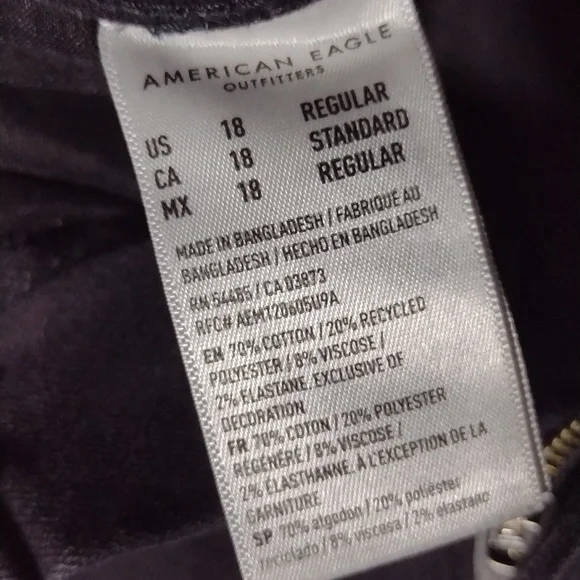 AMERICAN EAGLE
OUTFITTERS
US 18 REGULAR
CA 18 STANDARD
MX 18 REGULAR
MADE IN BANGLADESH / FABRIQUÉ AU
BANGLADESH / HECHO EN BANGLADESH
RN 54485 / CA 03873
RFC# AEMT20605U9A
EN 70% COTTON / 20% RECYCLED
POLYESTER / 8% VISCOSE /
2% ELASTANE. EXCLUSIVE OF
DECORATION
FR 70% COTON / 20% POLYESTER
RÉGÉNÉRÉ / 8% VISCOSE /
2% ÉLASTHANNE. À L'EXCEPTION DE LA
GARNITURE
SP 70% algodón / 20% poliéster
reciclado / 8% viscosa / 2% elastano